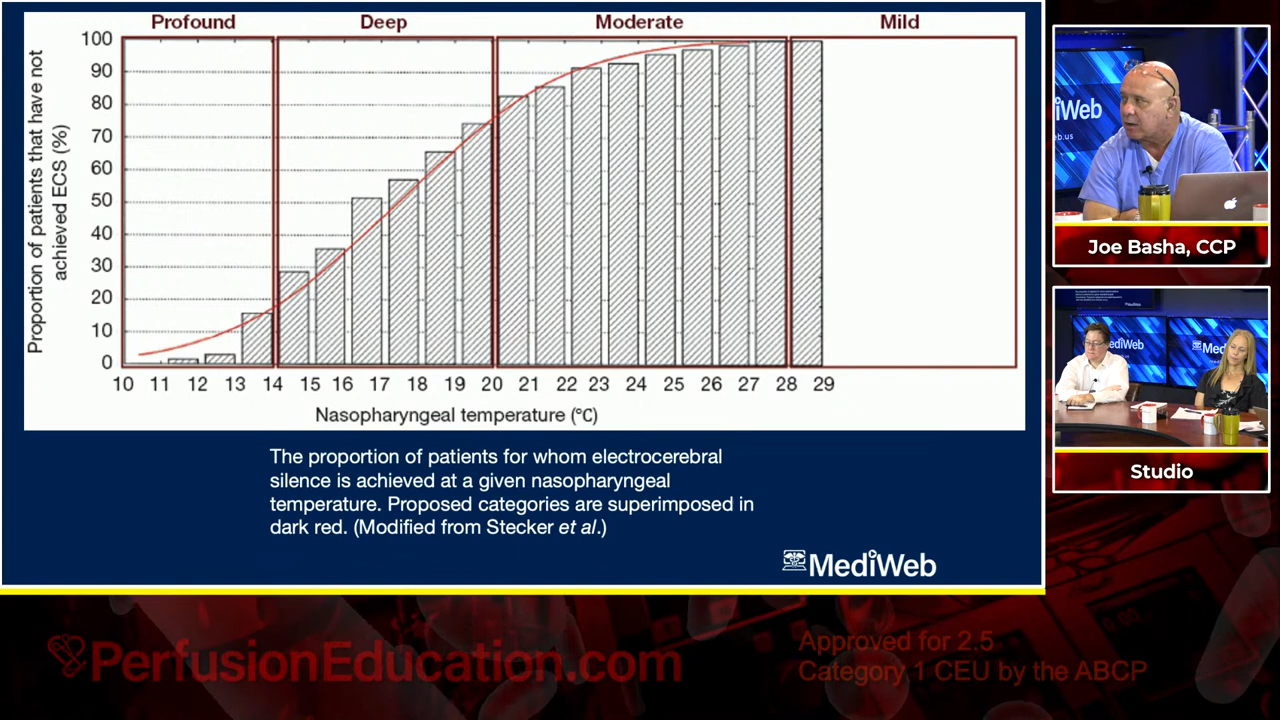 Profound Deep Moderate Mild
Proportion of patients that have not
achieved ECS (%)
100
90
80
70
60
50
40
30
20
10
0
10 11 12 13 14 15 16 17 18 19 20 21 22 23 24 25 26 27 28 29
Nasopharyngeal temperature (°C)
The proportion of patients for whom electrocerebral
silence is achieved at a given nasopharyngeal
temperature. Proposed categories are superimposed in
dark red. (Modified from Stecker et al.)
MediWeb
Joe Basha, CCP
Studio
PerfusionEducation.com
Approved for 2.5
Category 1 CEU by the ABCP